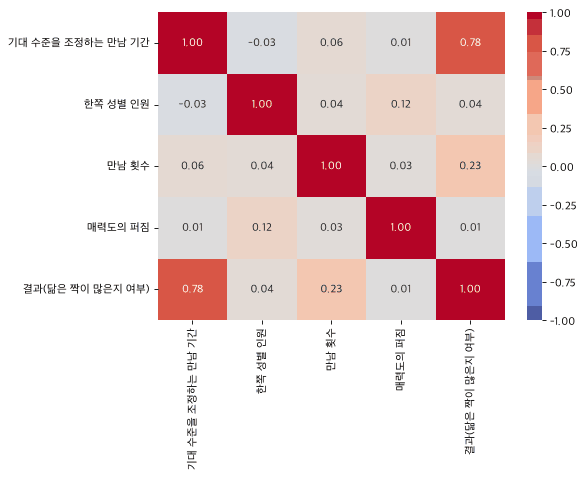 기대 수준을 조정하는 만남 기간 1.00 -0.03 0.06 0.01 0.78
한쪽 성별 인원 -0.03 1.00 0.04 0.12 0.04
만남 횟수 0.06 0.04 1.00 0.03 0.23
매력도의 퍼짐 0.01 0.12 0.03 1.00 0.01
결과(닮은 짝이 많은지 여부) 0.78 0.04 0.23 0.01 1.00
기대 수준을 조정하는 만남 기간
한쪽 성별 인원
만남 횟수
매력도의 퍼짐
결과(닮은 짝이 많은지 여부)
1.00
0.75
0.50
0.25
0.00
-0.25
-0.50
-0.75
-1.00